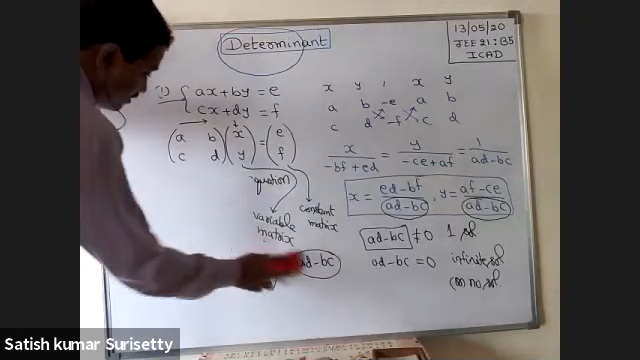 Determinant
13/05/20
JEE 21: B5
ICAD
1) { ax+by = e
cx+dy = f
(a b) (x) = (e)
(c d) (y) (f)
equation
variable matrix
constant matrix
ad-bc
x y 1 x y
a b -e a b
c d -f c d
x/(-bf+ed) = y/(-ce+af) = 1/(ad-bc)
x = (ed-bf)/(ad-bc), y = (af-ce)/(ad-bc)
ad-bc ≠ 0 1 sol
ad-bc = 0 infinite sol
(or) no sol
Satish kumar Surisetty